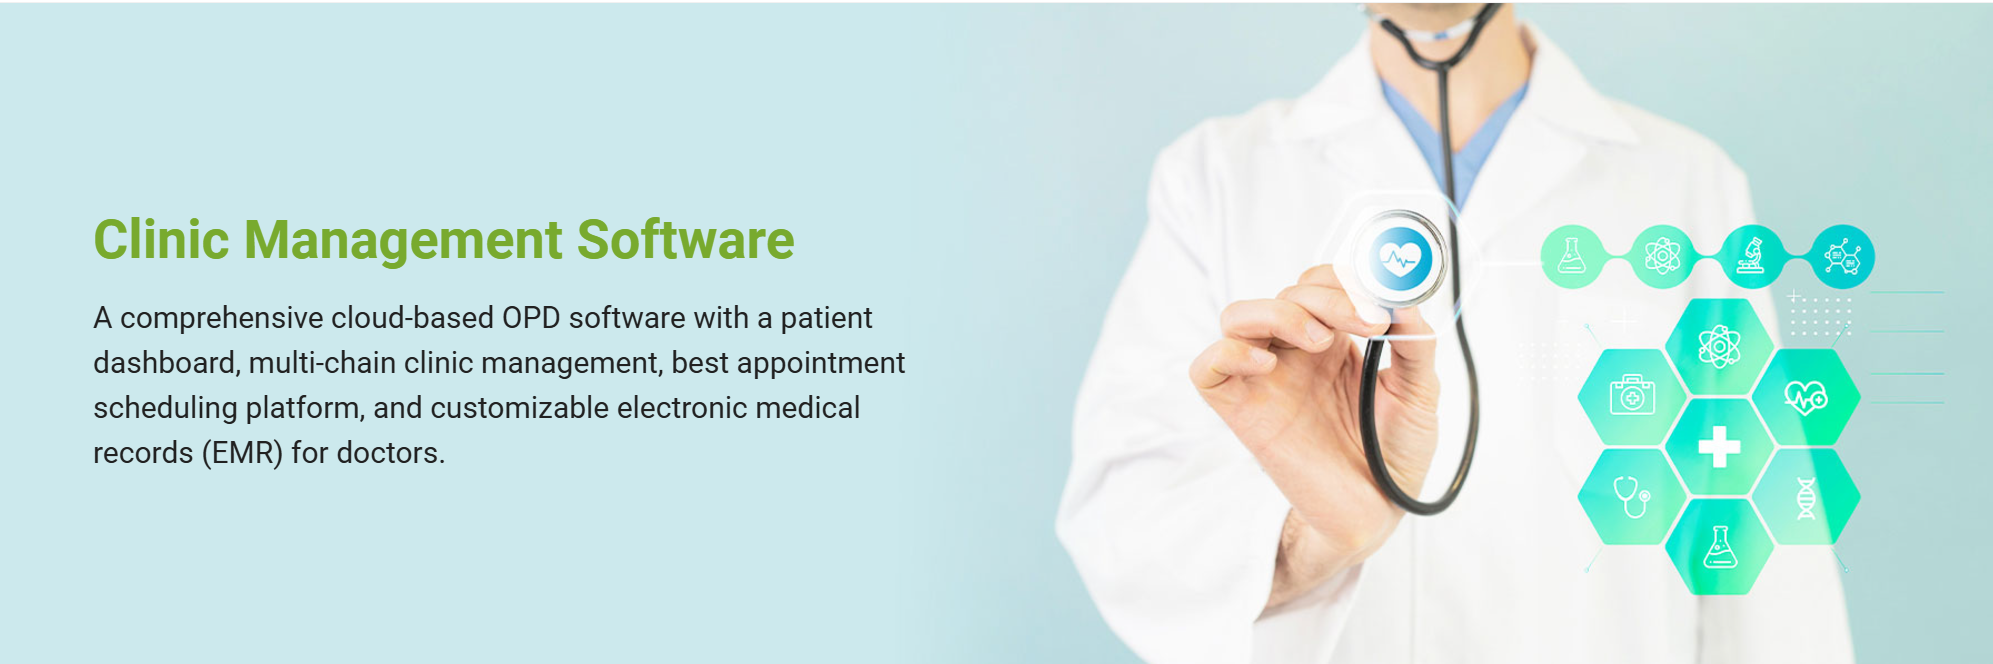 Clinic Management Software
A comprehensive cloud-based OPD software with a patient
dashboard, multi-chain clinic management, best appointment
scheduling platform, and customizable electronic medical
records (EMR) for doctors.